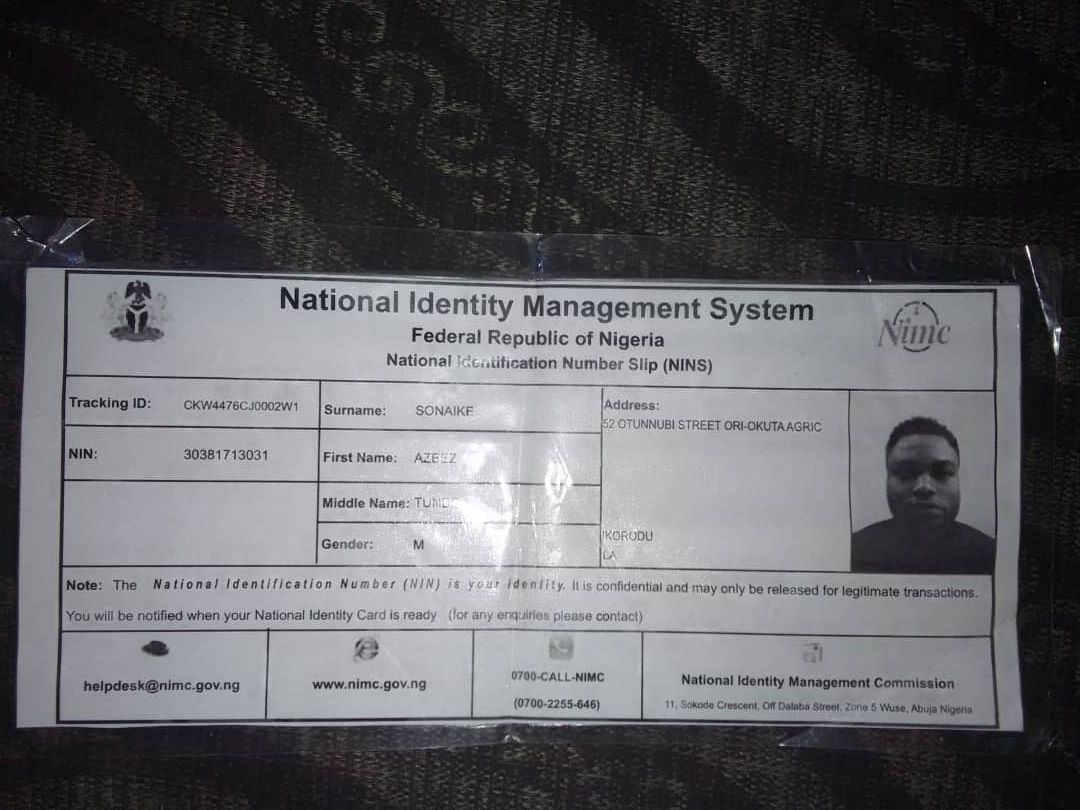 National Identity Management System
Federal Republic of Nigeria
National Identification Number Slip (NINS)
Nimc
Tracking ID: CKW4476CJ0002W1
NIN: 30381713031
Surname: SONAIKE
First Name: AZEEZ
Middle Name:
Gender: M
Address:
52 OTUNNUBI STREET ORI-OKUTA AGRIC
IKORODU
LA
Note: The National Identification Number (NIN) is your identity. It is confidential and may only be released for legitimate transactions.
You will be notified when your National Identity Card is ready (for any enquiries please contact)
helpdesk@nimc.gov.ng
www.nimc.gov.ng
0700-CALL-NIMC
(0700-2255-646)
National Identity Management Commission
11, Sokode Crescent, Off Dalaba Street, Zone 5 Wuse, Abuja Nigeria